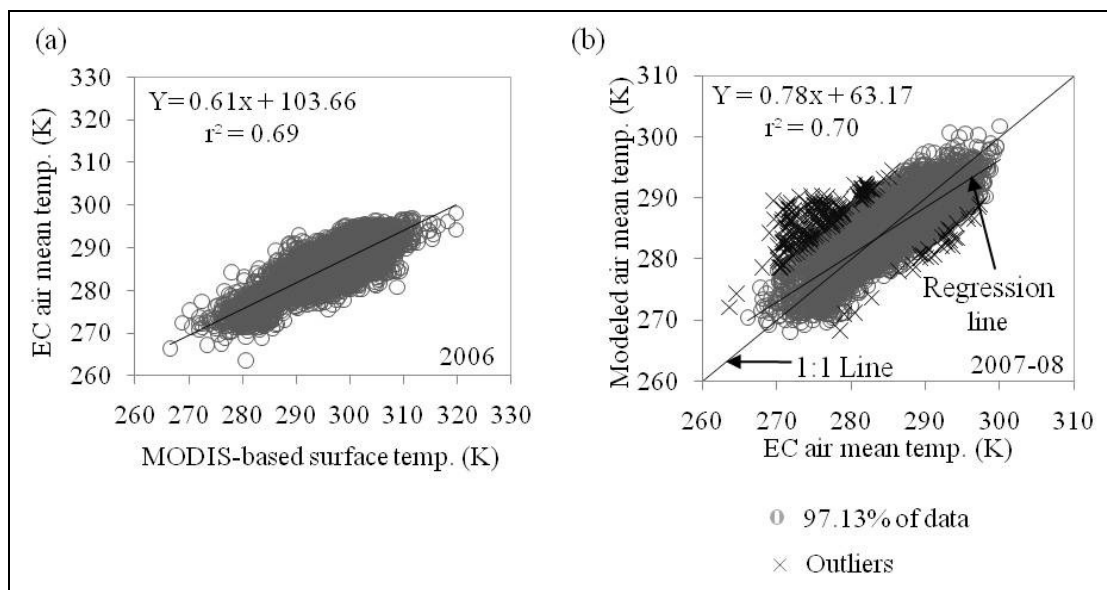 (a)
330
320
310
300
290
280
270
260
EC air mean temp. (K)
Y= 0.61x + 103.66
r² = 0.69
2006
260 270 280 290 300 310 320 330
MODIS-based surface temp. (K)
(b)
310
300
290
280
270
260
Modeled air mean temp. (K)
Y = 0.78x + 63.17
r² = 0.70
Regression
line
1:1 Line
2007-08
260 270 280 290 300 310
EC air mean temp. (K)
97.13% of data
Outliers